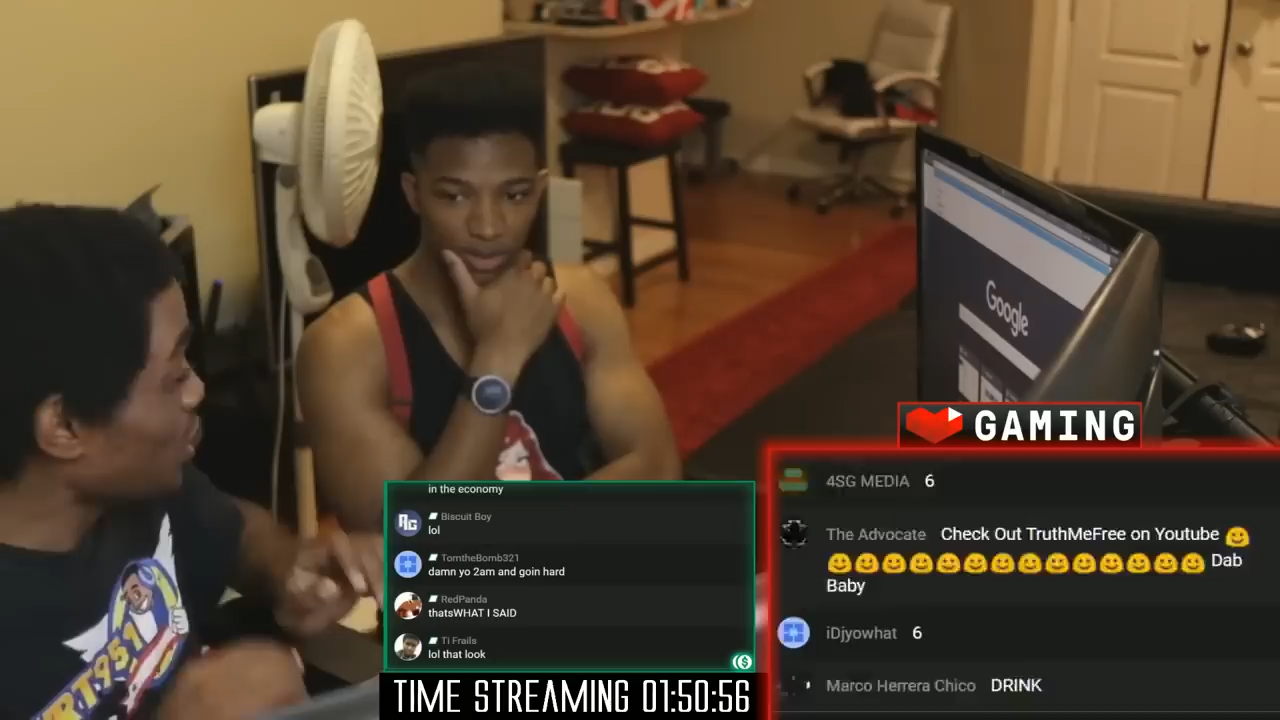 Google
GAMING
in the economy
Biscuit Boy
lol
TomtheBomb321
damn yo 2am and goin hard
RedPanda
thatsWHAT I SAID
Ti Frails
lol that look
TIME STREAMING 01:50:56
4SG MEDIA 6
The Advocate Check Out TruthMeFree on Youtube
Dab
Baby
iDjyowhat 6
Marco Herrera Chico DRINK